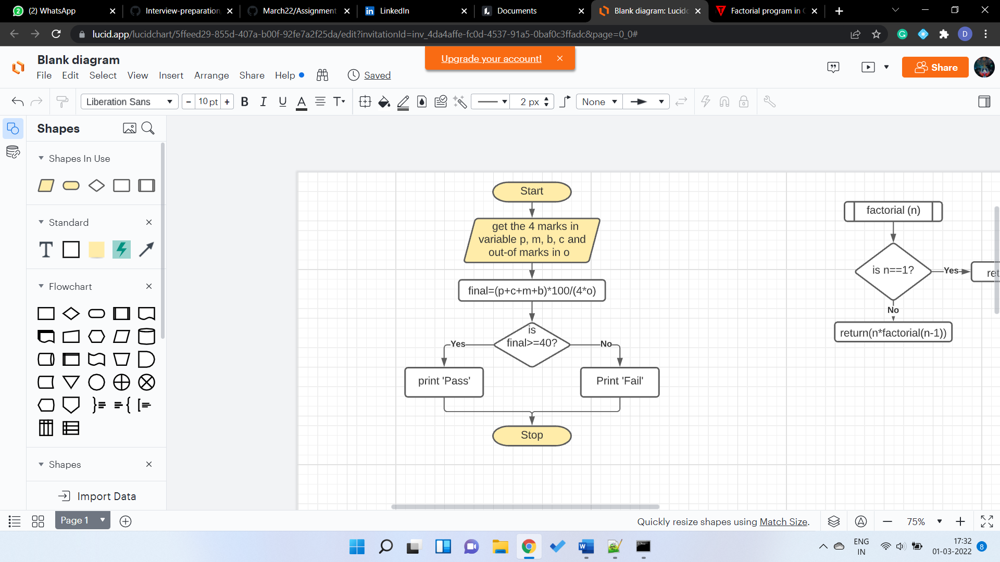 (2) WhatsApp
Interview-preparation
March22/Assignment
LinkedIn
Documents
Blank diagram: Lucidc
Factorial program in C
lucid.app/lucidchart/5ffeed29-855d-407a-b00f-92fe7a2f25da/edit?invitationId=inv_4da4affe-fc0d-4537-91a5-0baf0c3ffadc&page=0_0#
D
Blank diagram
Upgrade your account!
File Edit Select View Insert Arrange Share Help
Saved
Share
Liberation Sans
- 10 pt +
B I U A T
2 px
None
Shapes
Shapes In Use
Standard
T
Flowchart
Shapes
Import Data
Start
get the 4 marks in
variable p, m, b, c and
out-of marks in o
final=(p+c+m+b)*100/(4*o)
is
final>=40?
Yes
No
print 'Pass'
Print 'Fail'
Stop
factorial (n)
is n==1?
Yes
ret
No
return(n*factorial(n-1))
Page 1
Quickly resize shapes using Match Size.
75%
ENG
IN
17:32
01-03-2022
8